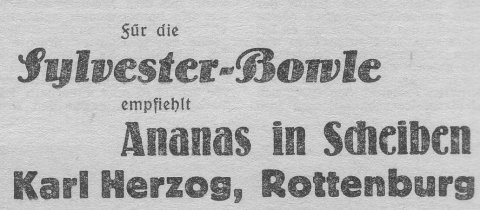 Für die
Sylvester-Bowle
empfiehlt
Ananas in Scheiben
Karl Herzog, Rottenburg